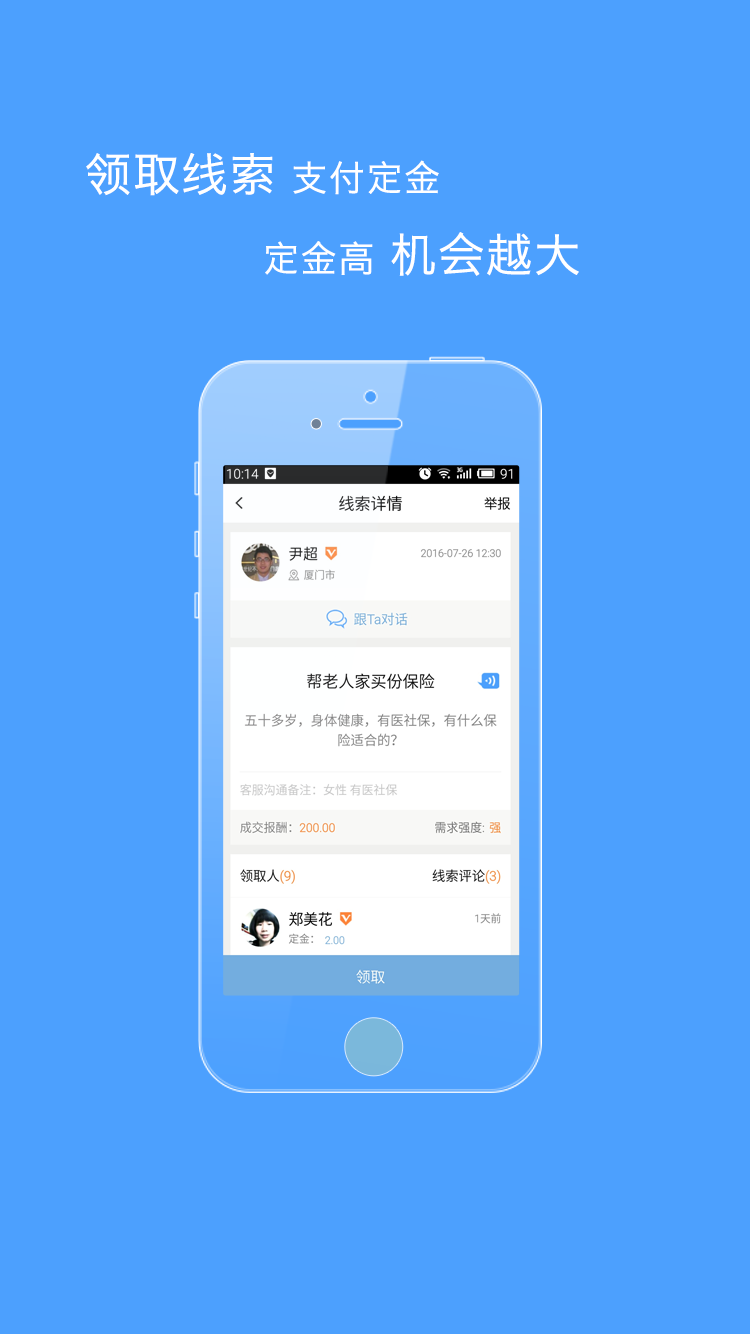 领取线索 支付定金
定金高 机会越大
10:14 91
线索详情 举报
尹超 2016-07-26 12:30
厦门市
跟Ta对话
帮老人家买份保险
五十多岁，身体健康，有医社保，有什么保
险适合的？
客服沟通备注：女性 有医社保
成交报酬：200.00 需求强度: 强
领取人(9) 线索评论(3)
郑美花 1天前
定金： 2.00
领取